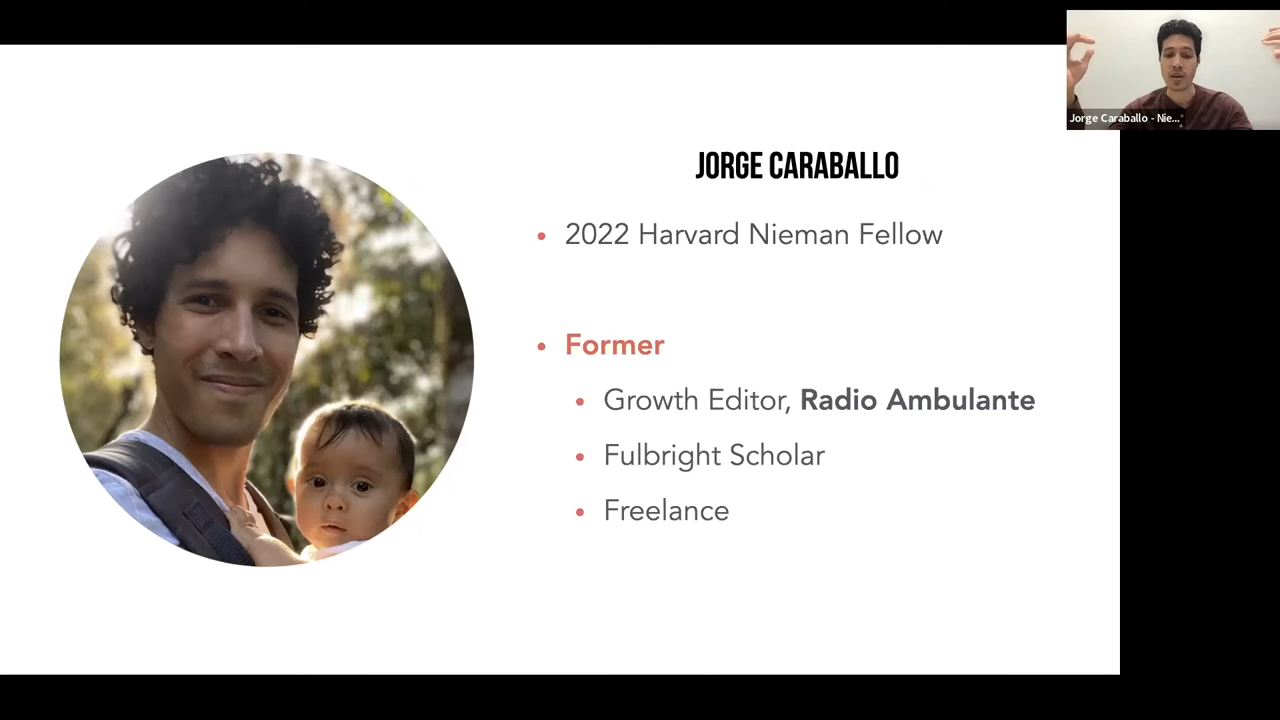 JORGE CARABALLO
2022 Harvard Nieman Fellow
Former
Growth Editor, Radio Ambulante
Fulbright Scholar
Freelance
Jorge Caraballo - Nie...